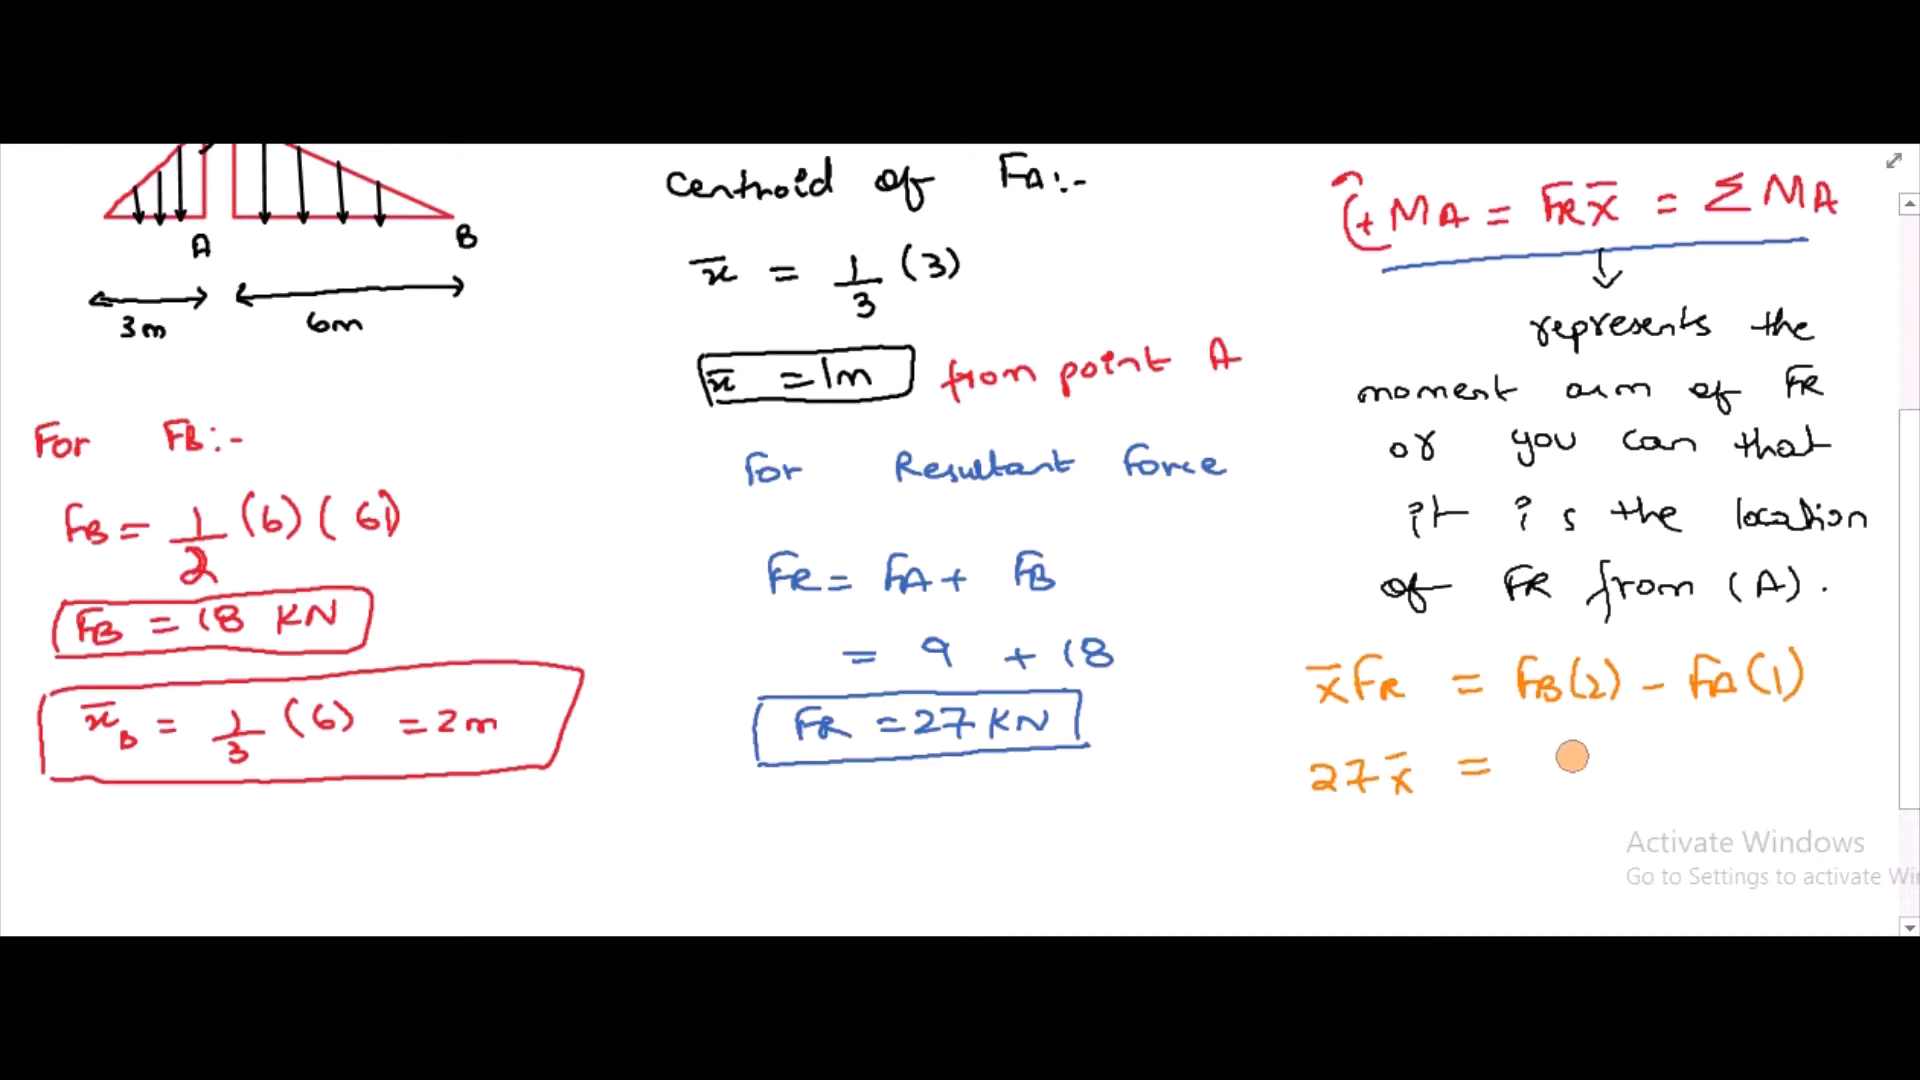 A
B
3m
6m
For FB:-
FB = 1/2 (6)(6)
FB = 18 KN
x̄B = 1/3 (6) = 2m
Centroid of FA:-
x̄ = 1/3 (3)
x̄ = 1m from point A
For Resultant Force
FR = FA + FB
= 9 + 18
FR = 27 KN
(+ MA = FR x̄ = Σ MA
represents the
moment arm of FR
or you can that
it is the location
of FR from (A).
x̄ FR = FB(2) - FA(1)
27 x̄ =
Activate Windows
Go to Settings to activate Wi